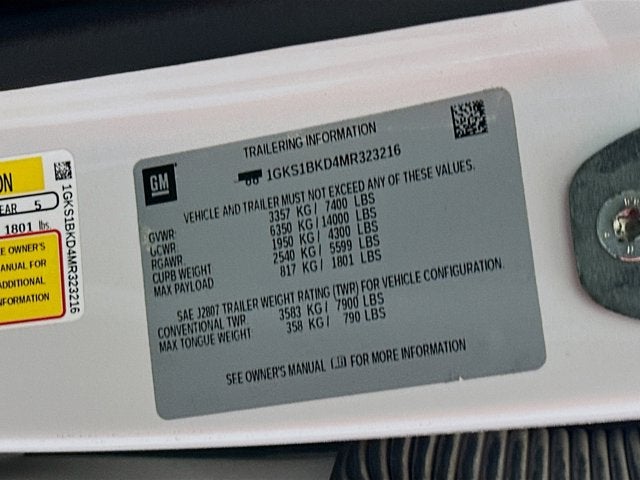 ON
EAR 5
1801 lbs
E OWNER'S
ANUAL FOR
ADDITIONAL
NFORMATION
1GKS1BKD4MR323216
GM
TRAILERING INFORMATION
1GKS1BKD4MR323216
VEHICLE AND TRAILER MUST NOT EXCEED ANY OF THESE VALUES.
GVWR: 3357 KG/ 7400 LBS
GCWR: 6350 KG/ 14000 LBS
RGAWR: 1950 KG/ 4300 LBS
CURB WEIGHT 2540 KG/ 5599 LBS
MAX PAYLOAD 817 KG/ 1801 LBS
SAE J2807 TRAILER WEIGHT RATING (TWR) FOR VEHICLE CONFIGURATION
CONVENTIONAL TWR: 3583 KG/ 7900 LBS
MAX TONGUE WEIGHT: 358 KG/ 790 LBS
SEE OWNER'S MANUAL FOR MORE INFORMATION